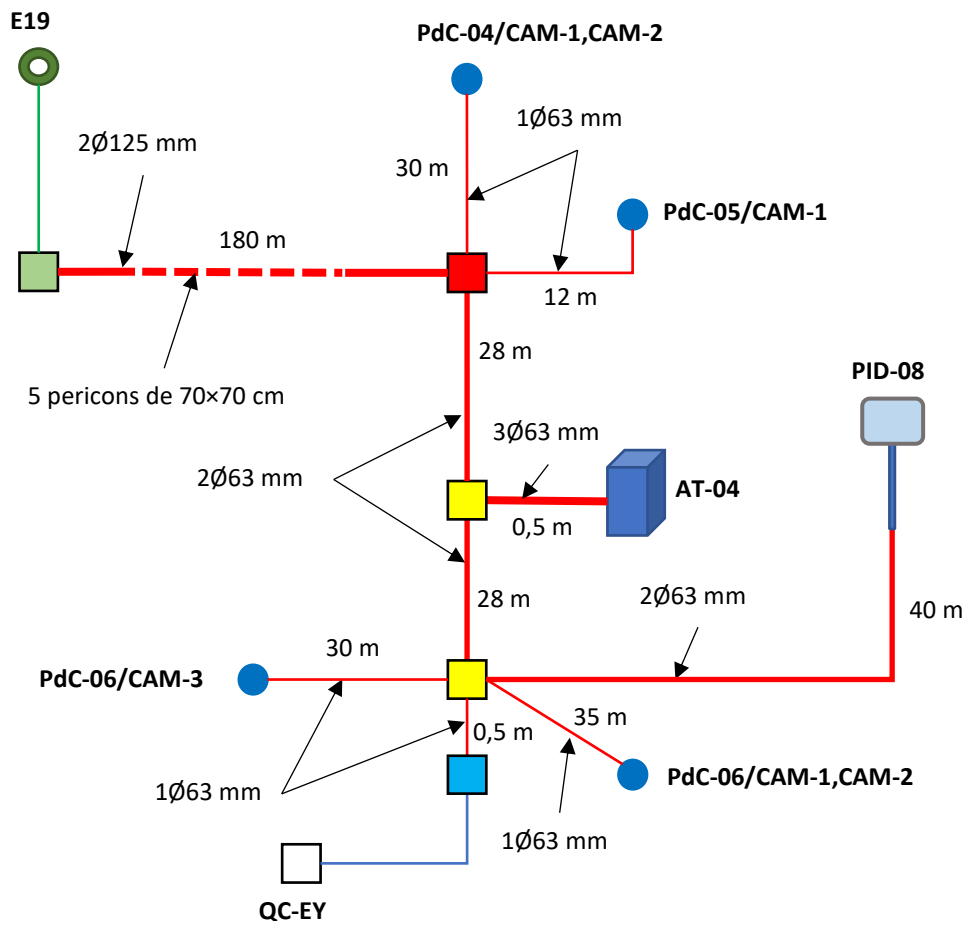 E19
PdC-04/CAM-1,CAM-2
1Ø63 mm
2Ø125 mm
30 m
PdC-05/CAM-1
180 m
12 m
28 m
PID-08
5 pericons de 70×70 cm
3Ø63 mm
2Ø63 mm
AT-04
0,5 m
28 m
2Ø63 mm
40 m
30 m
PdC-06/CAM-3
35 m
0,5 m
PdC-06/CAM-1,CAM-2
1Ø63 mm
1Ø63 mm
QC-EY